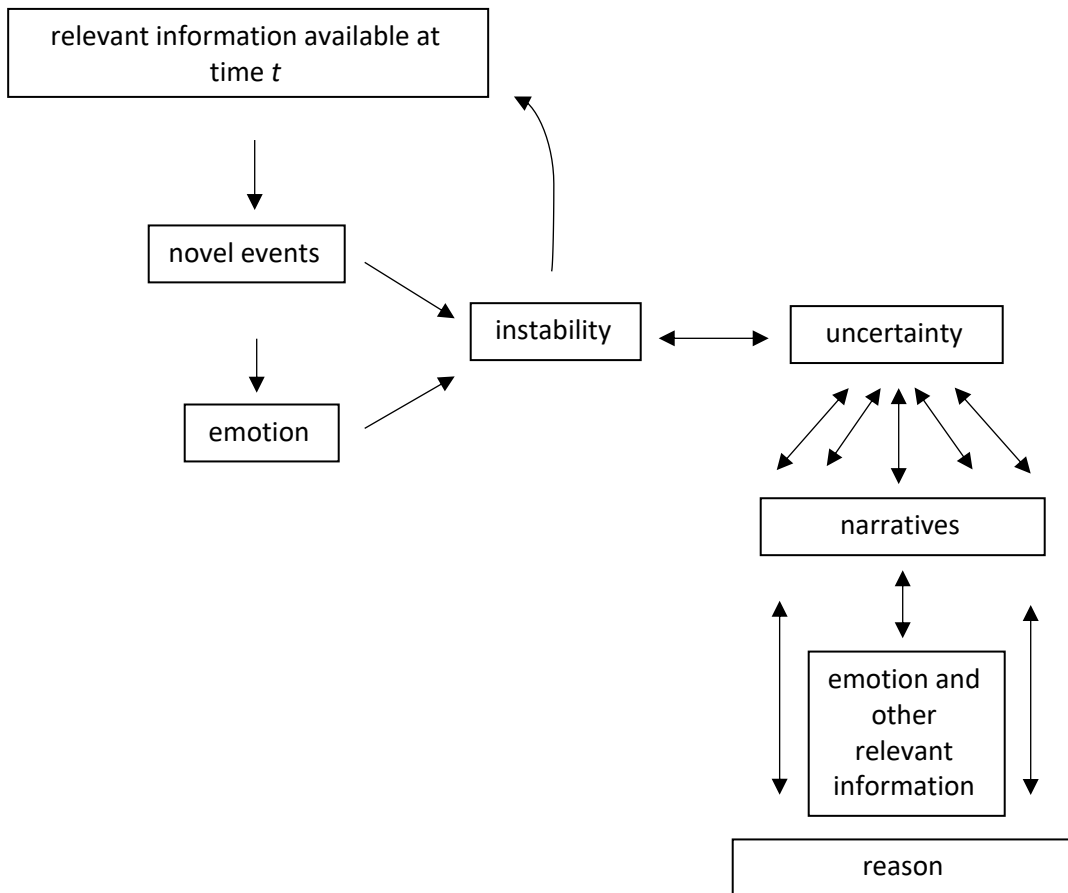 relevant information available at
time t
novel events
instability
uncertainty
emotion
narratives
emotion and
other
relevant
information
reason